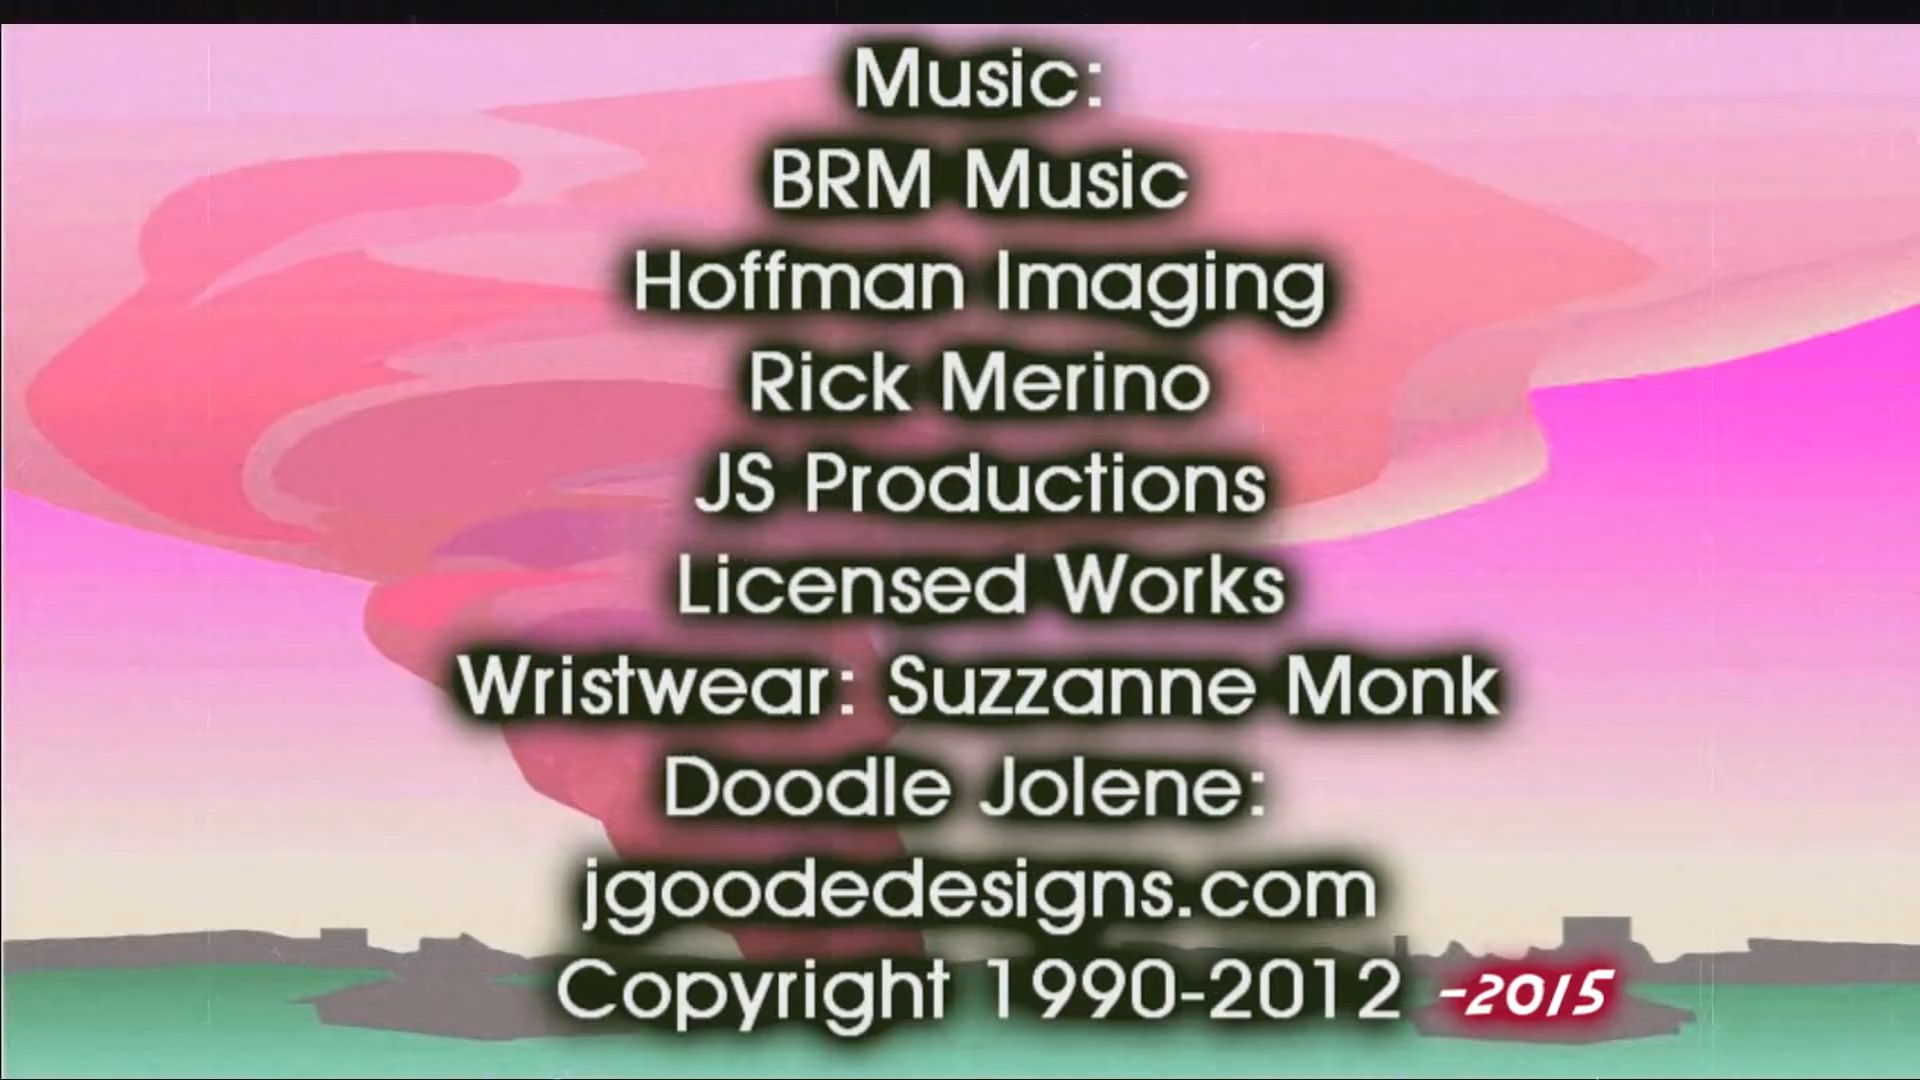 Music:
BRM Music
Hoffman Imaging
Rick Merino
JS Productions
Licensed Works
Wristwear: Suzzanne Monk
Doodle Jolene:
jgoodedesigns.com
Copyright 1990-2012 -2015